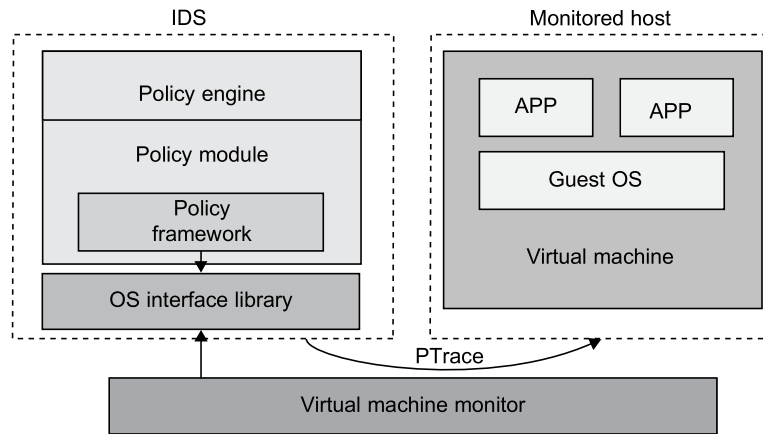 IDS
Monitored host
Policy engine
Policy module
Policy
framework
OS interface library
APP
APP
Guest OS
Virtual machine
PTrace
Virtual machine monitor